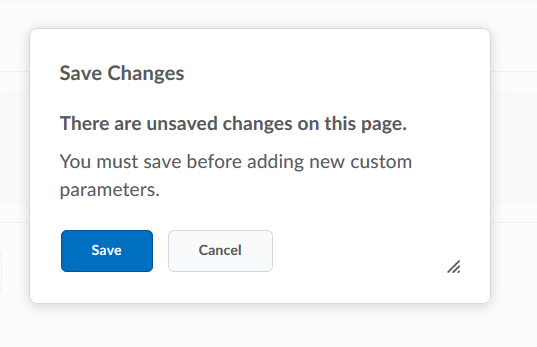 Save Changes
There are unsaved changes on this page.
You must save before adding new custom
parameters.
Save
Cancel